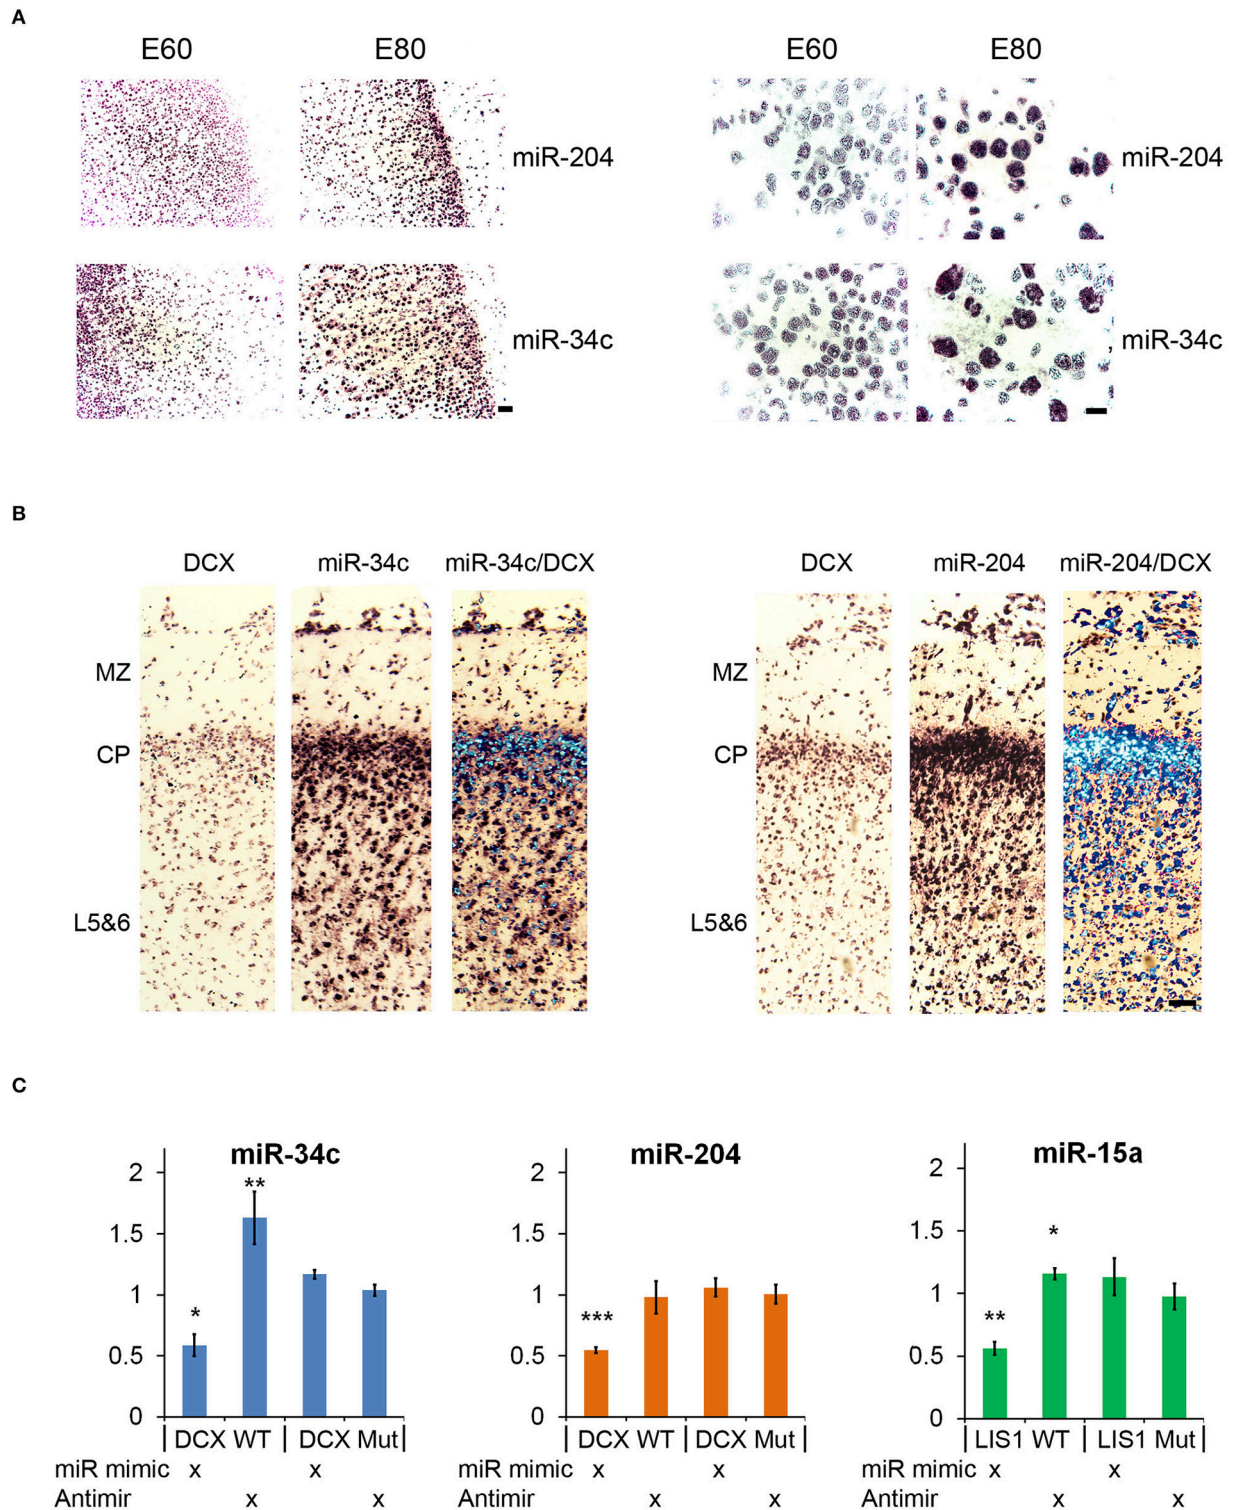 A
E60 E80 E60 E80
miR-204 miR-204
miR-34c miR-34c
B
DCX miR-34c miR-34c/DCX DCX miR-204 miR-204/DCX
MZ MZ
CP CP
L5&6 L5&6
C
miR-34c miR-204 miR-15a
2 2 2
** *
1.5 1.5 1.5
1 1 1
* *** **
0.5 0.5 0.5
0 0 0
| DCX WT | DCX Mut | | DCX WT | DCX Mut | | LIS1 WT | LIS1 Mut |
miR mimic x x miR mimic x x miR mimic x x
Antimir x x Antimir x x Antimir x x